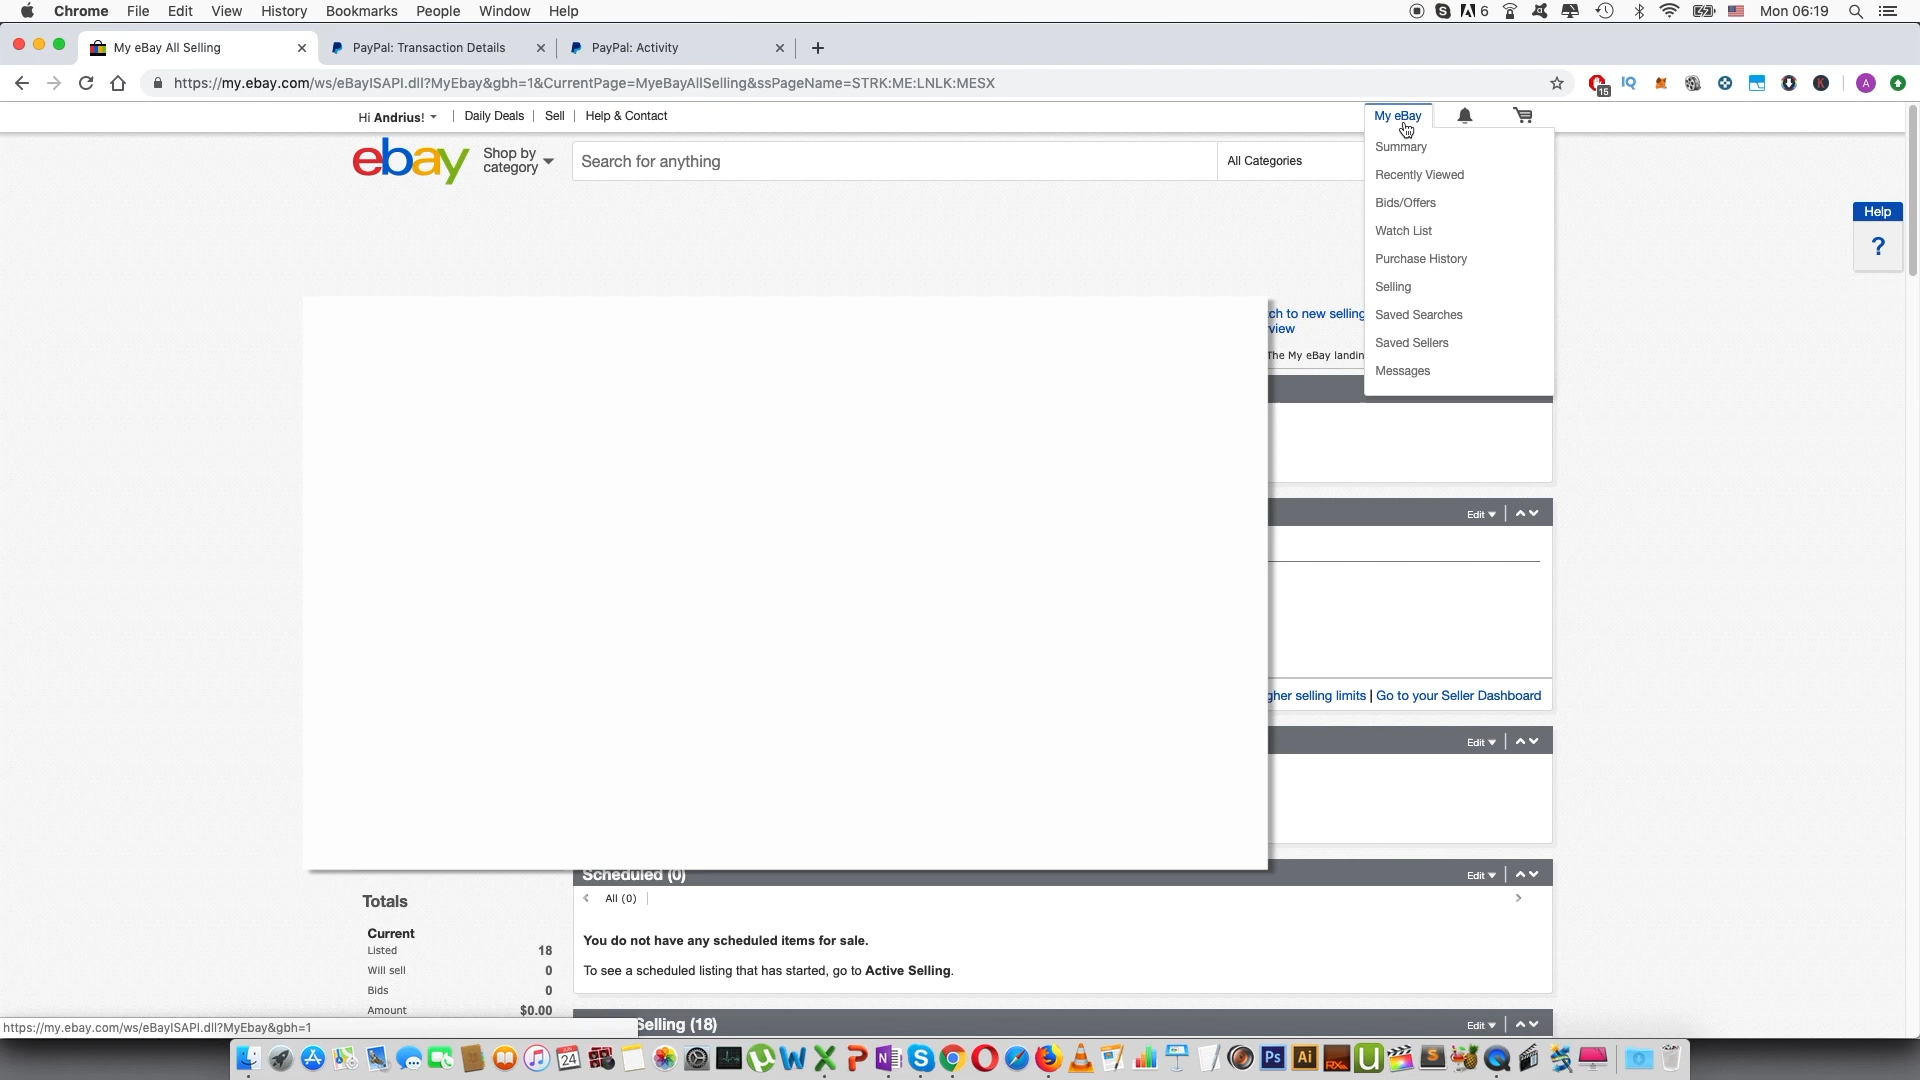 Chrome File Edit View History Bookmarks People Window Help
6 Mon 06:19
My eBay All Selling
PayPal: Transaction Details
PayPal: Activity
https://my.ebay.com/ws/eBayISAPI.dll?MyEbay&gbh=1&CurrentPage=MyeBayAllSelling&ssPageName=STRK:ME:LNLK:MESX
15
IQ
K
A
Hi Andrius!
Daily Deals
Sell
Help & Contact
My eBay
ebay
Shop by
category
Search for anything
All Categories
Summary
Recently Viewed
Bids/Offers
Watch List
Purchase History
Selling
Saved Searches
Saved Sellers
Messages
Help
?
ch to new selling
view
The My eBay landin
Edit
gher selling limits | Go to your Seller Dashboard
Edit
Scheduled (0)
Edit
All (0)
You do not have any scheduled items for sale.
To see a scheduled listing that has started, go to Active Selling.
Totals
Current
Listed 18
Will sell 0
Bids 0
Amount $0.00
Selling (18)
Edit
https://my.ebay.com/ws/eBayISAPI.dll?MyEbay&gbh=1
24
Ps
Ai
RX
U
S